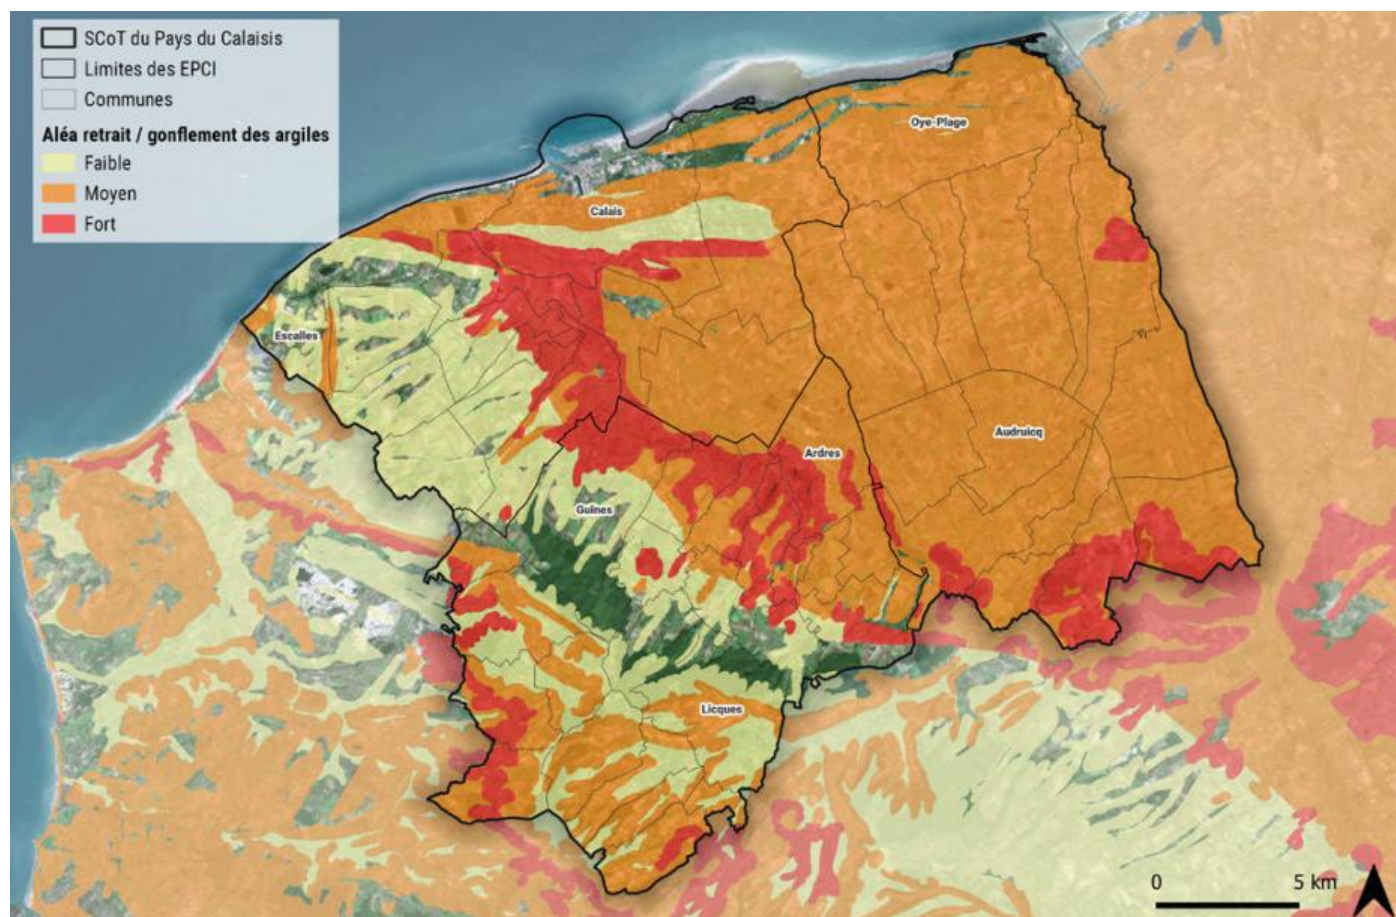 SCoT du Pays du Calaisis
Limites des EPCI
Communes
Aléa retrait / gonflement des argiles
Faible
Moyen
Fort
Oye-Plage
Calais
Escalles
Audruicq
Ardres
Guînes
Licques
0 5 km